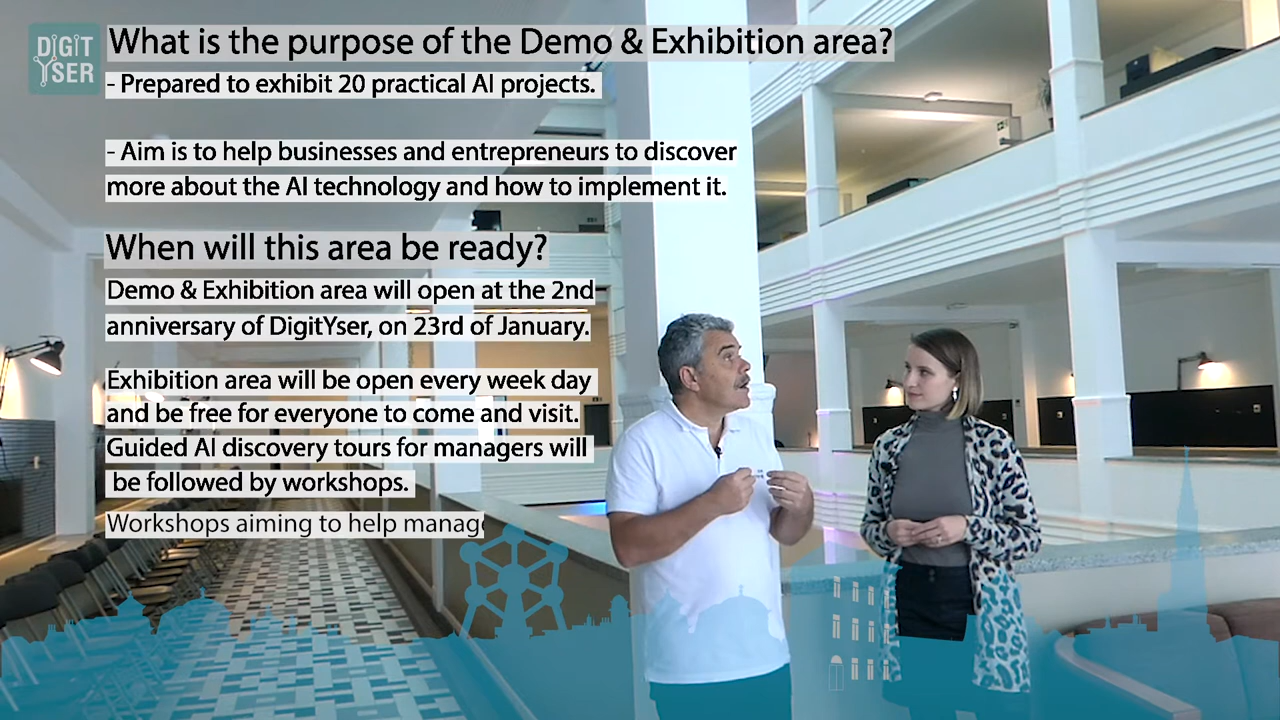 DIGIT
YSER
What is the purpose of the Demo & Exhibition area?
- Prepared to exhibit 20 practical AI projects.
- Aim is to help businesses and entrepreneurs to discover
more about the AI technology and how to implement it.
When will this area be ready?
Demo & Exhibition area will open at the 2nd
anniversary of DigitYser, on 23rd of January.
Exhibition area will be open every week day
and be free for everyone to come and visit.
Guided AI discovery tours for managers will
be followed by workshops.
Workshops aiming to help manag